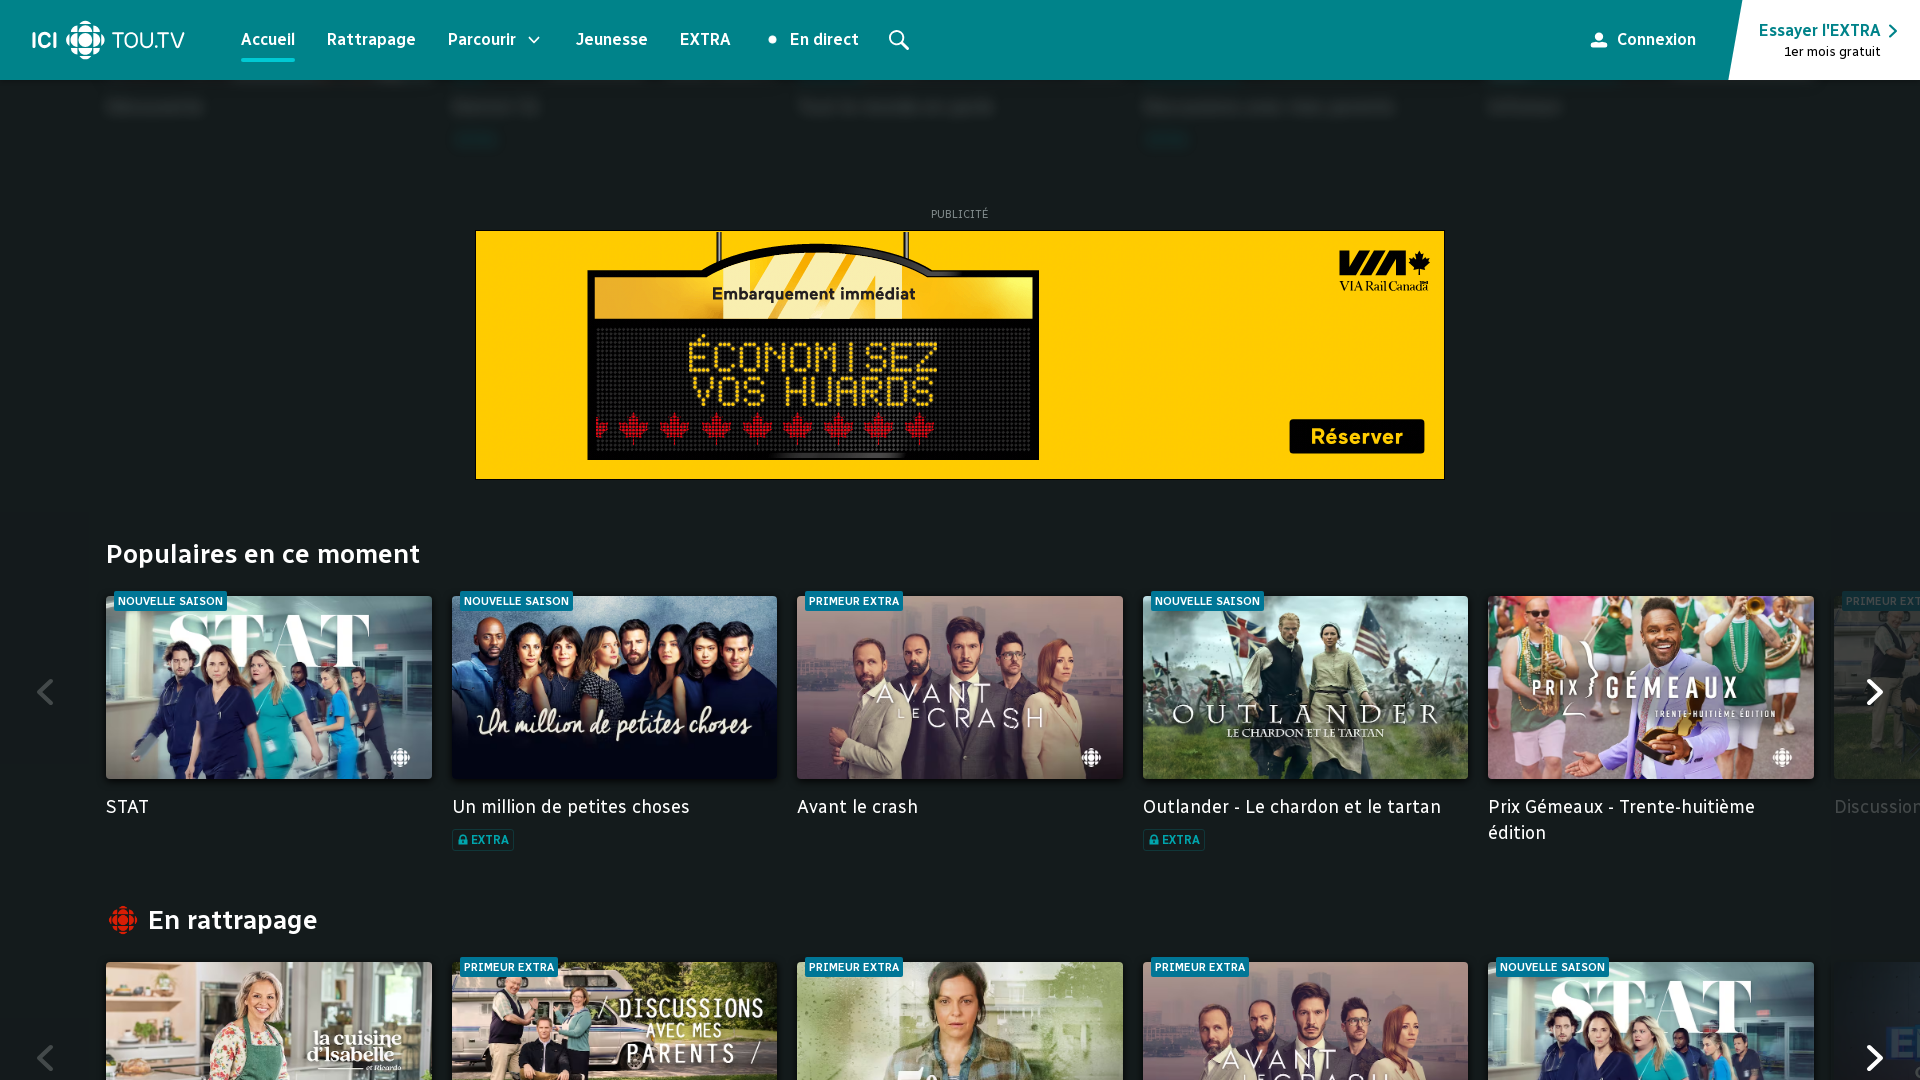 ICI TOU.TV
Accueil
Rattrapage
Parcourir
Jeunesse
EXTRA
En direct
Connexion
Essayer l'EXTRA
1er mois gratuit
PUBLICITÉ
Embarquement immédiat
ÉCONOMISEZ
VOS HUARDS
VIA
VIA Rail Canada
Réserver
Populaires en ce moment
NOUVELLE SAISON
STAT
STAT
NOUVELLE SAISON
Un million de petites choses
Un million de petites choses
EXTRA
PRIMEUR EXTRA
AVANT
LE CRASH
Avant le crash
NOUVELLE SAISON
OUTLANDER
LE CHARDON ET LE TARTAN
Outlander - Le chardon et le tartan
EXTRA
PRIX GÉMEAUX
TRENTE-HUITIÈME ÉDITION
Prix Gémeaux - Trente-huitième
édition
PRIMEUR EXT
Discussion
En rattrapage
la cuisine
d'Isabelle
et Ricardo
PRIMEUR EXTRA
/DISCUSSIONS
AVEC MES
PARENTS /
PRIMEUR EXTRA
PRIMEUR EXTRA
AVANT
LE CRASH
NOUVELLE SAISON
STAT